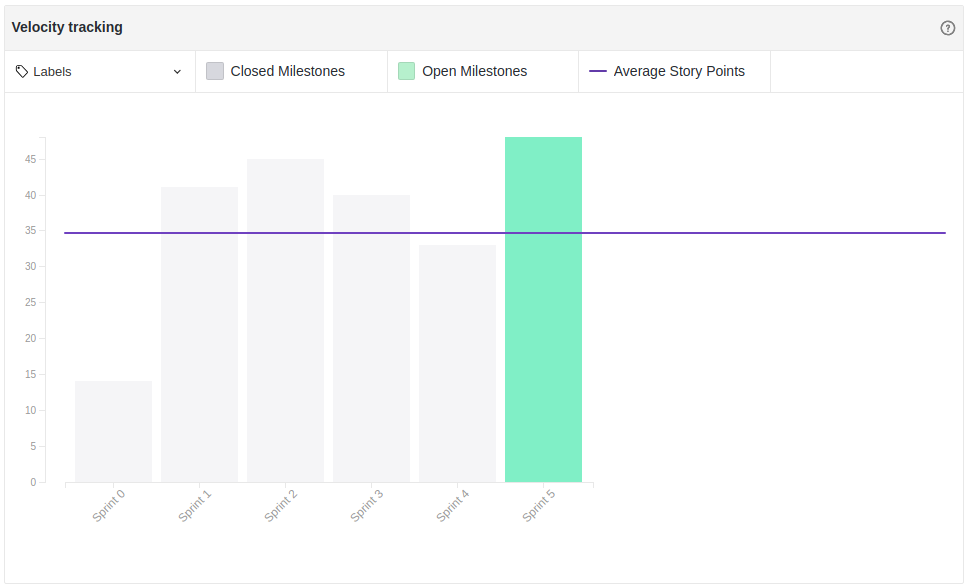 Velocity tracking
Labels
Closed Milestones
Open Milestones
Average Story Points
45
40
35
30
25
20
15
10
5
0
Sprint 0
Sprint 1
Sprint 2
Sprint 3
Sprint 4
Sprint 5